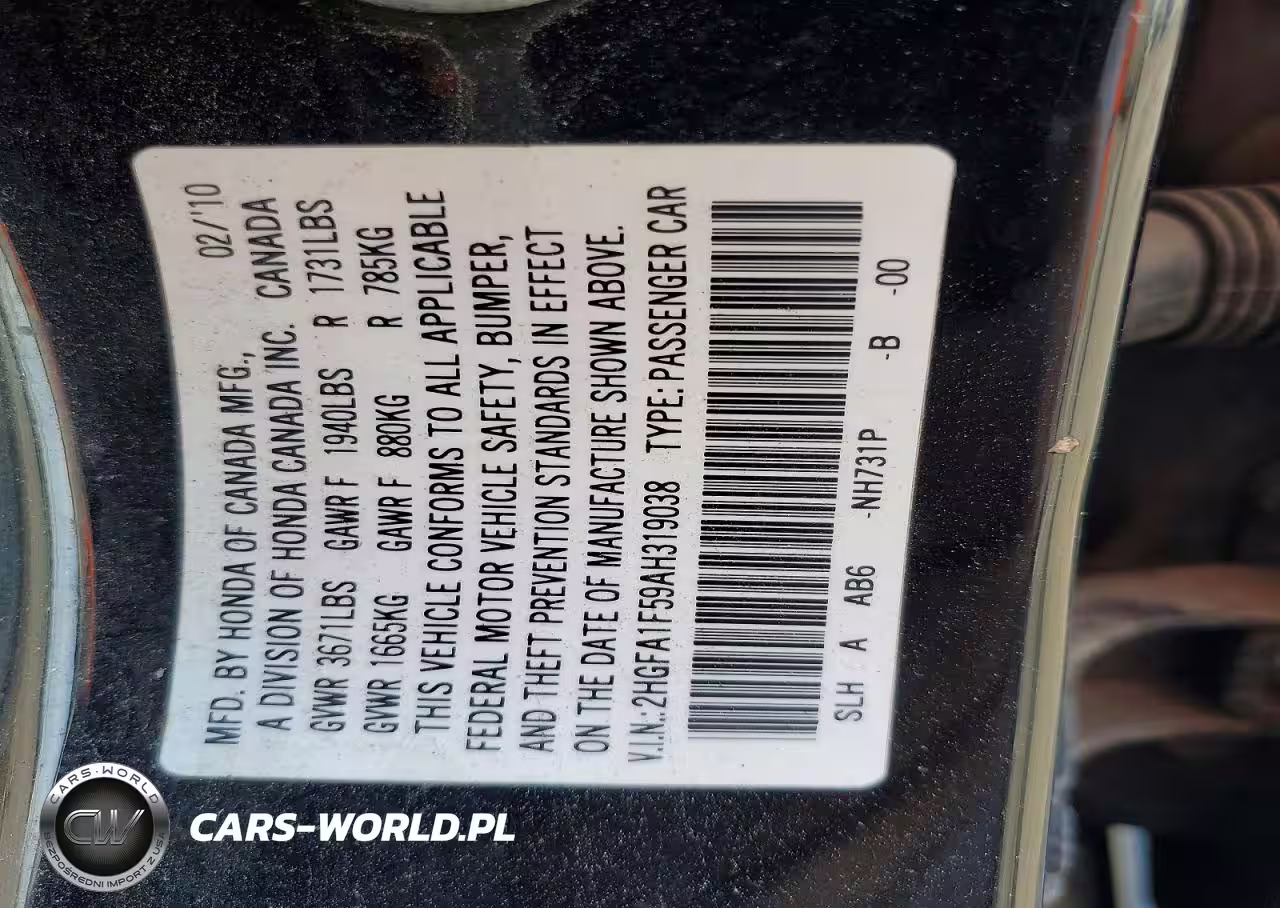 MFD. BY HONDA OF CANADA MFG., 02/'10
A DIVISION OF HONDA CANADA INC. CANADA
GVWR 3671LBS GAWR F 1940LBS R 1731LBS
GVWR 1665KG GAWR F 880KG R 785KG
THIS VEHICLE CONFORMS TO ALL APPLICABLE
FEDERAL MOTOR VEHICLE SAFETY, BUMPER,
AND THEFT PREVENTION STANDARDS IN EFFECT
ON THE DATE OF MANUFACTURE SHOWN ABOVE.
V.I.N.:2HGFA1F59AH319038 TYPE: PASSENGER CAR
SLH A AB6 -NH731P -B -00
CARS-WORLD
CW
BEZPOŚREDNI IMPORT Z USA
CARS-WORLD.PL